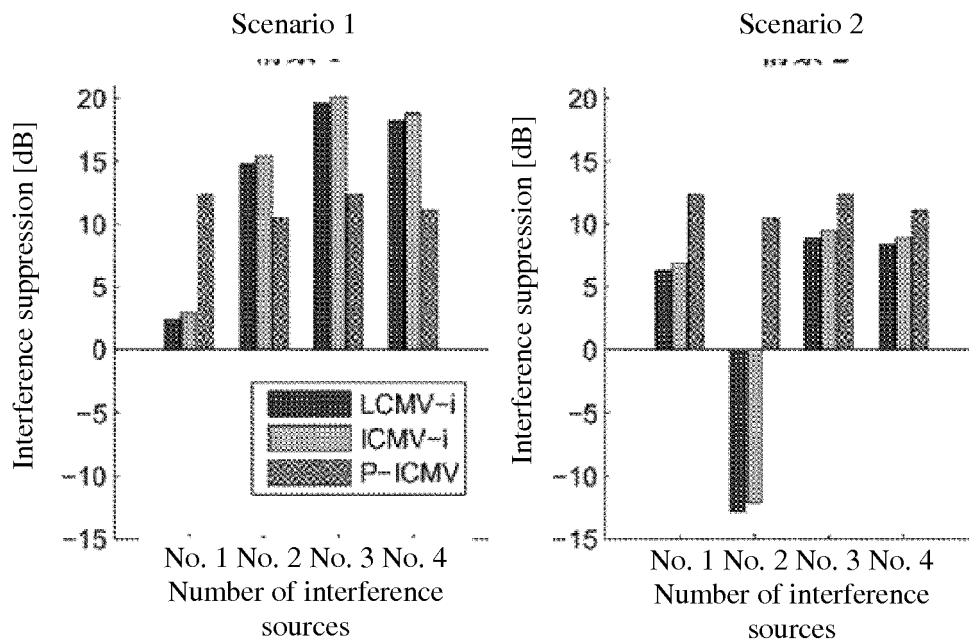 Scenario 1
Interference suppression [dB]
20
15
10
5
0
−5
−10
−15
LCMV-i
ICMV-i
P-ICMV
No. 1 No. 2 No. 3 No. 4
Number of interference
sources
Scenario 2
Interference suppression [dB]
20
15
10
5
0
−5
−10
−15
No. 1 No. 2 No. 3 No. 4
Number of interference
sources